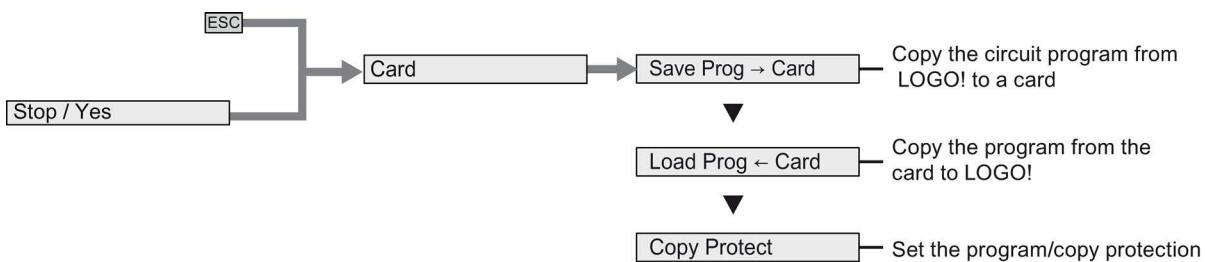 ESC
Stop / Yes
Card
Save Prog → Card
Copy the circuit program from
LOGO! to a card
Load Prog ← Card
Copy the program from the
card to LOGO!
Copy Protect
Set the program/copy protection